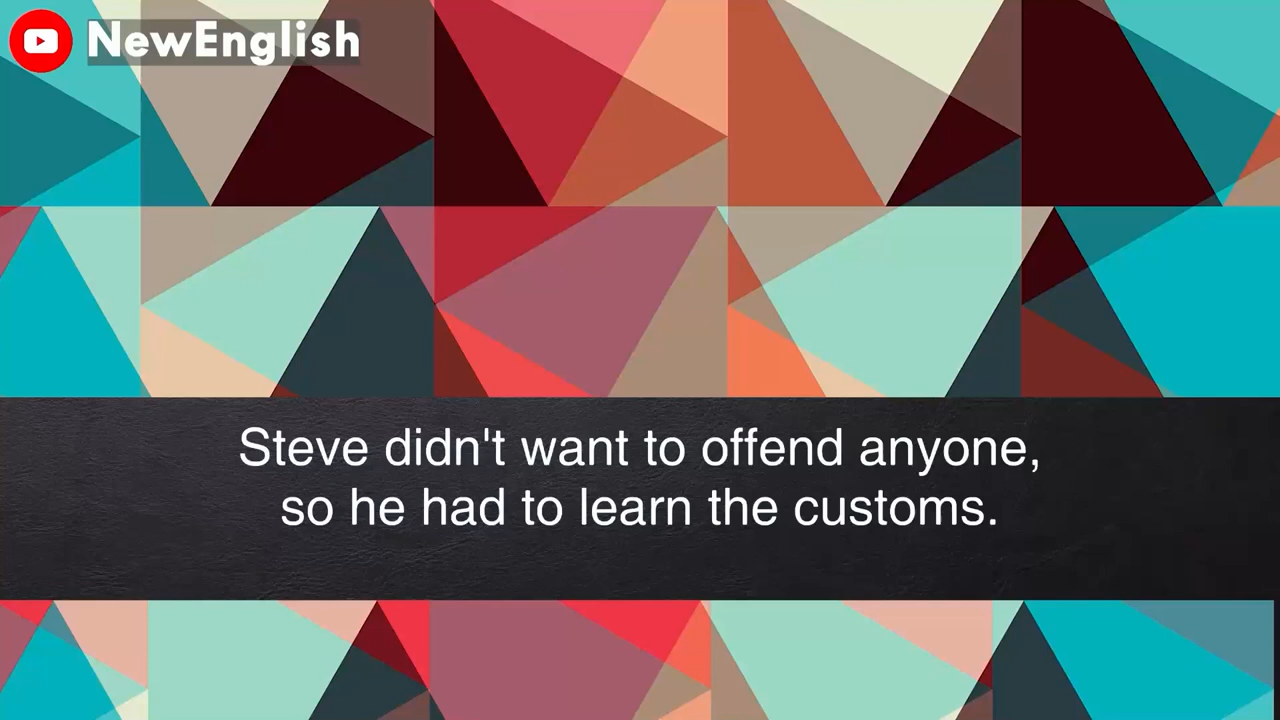 NewEnglish
Steve didn't want to offend anyone,
so he had to learn the customs.